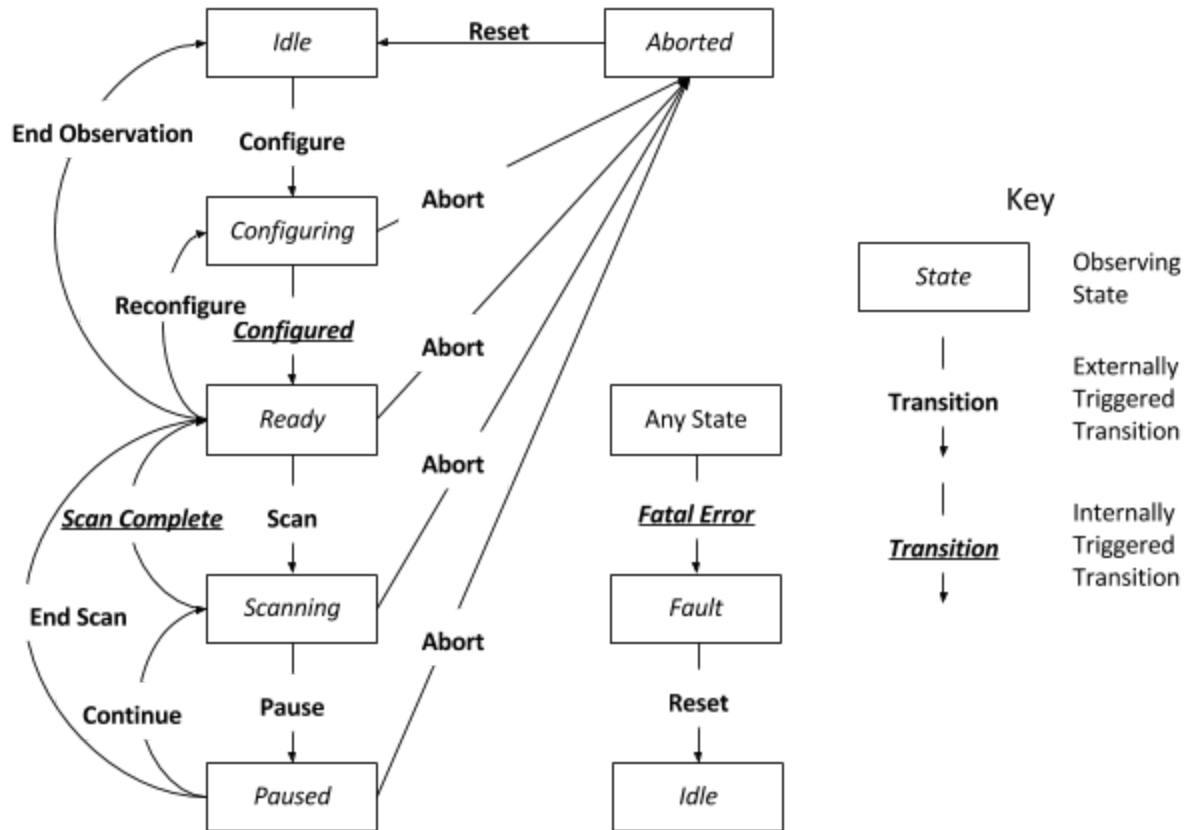 Idle
Reset
Aborted
End Observation
Configure
Abort
Configuring
Reconfigure
Configured
Abort
Ready
Scan Complete
Scan
Abort
Scanning
End Scan
Abort
Continue
Pause
Paused
Any State
Fatal Error
Fault
Reset
Idle
Key
State
Observing
State
Transition
Externally
Triggered
Transition
Transition
Internally
Triggered
Transition